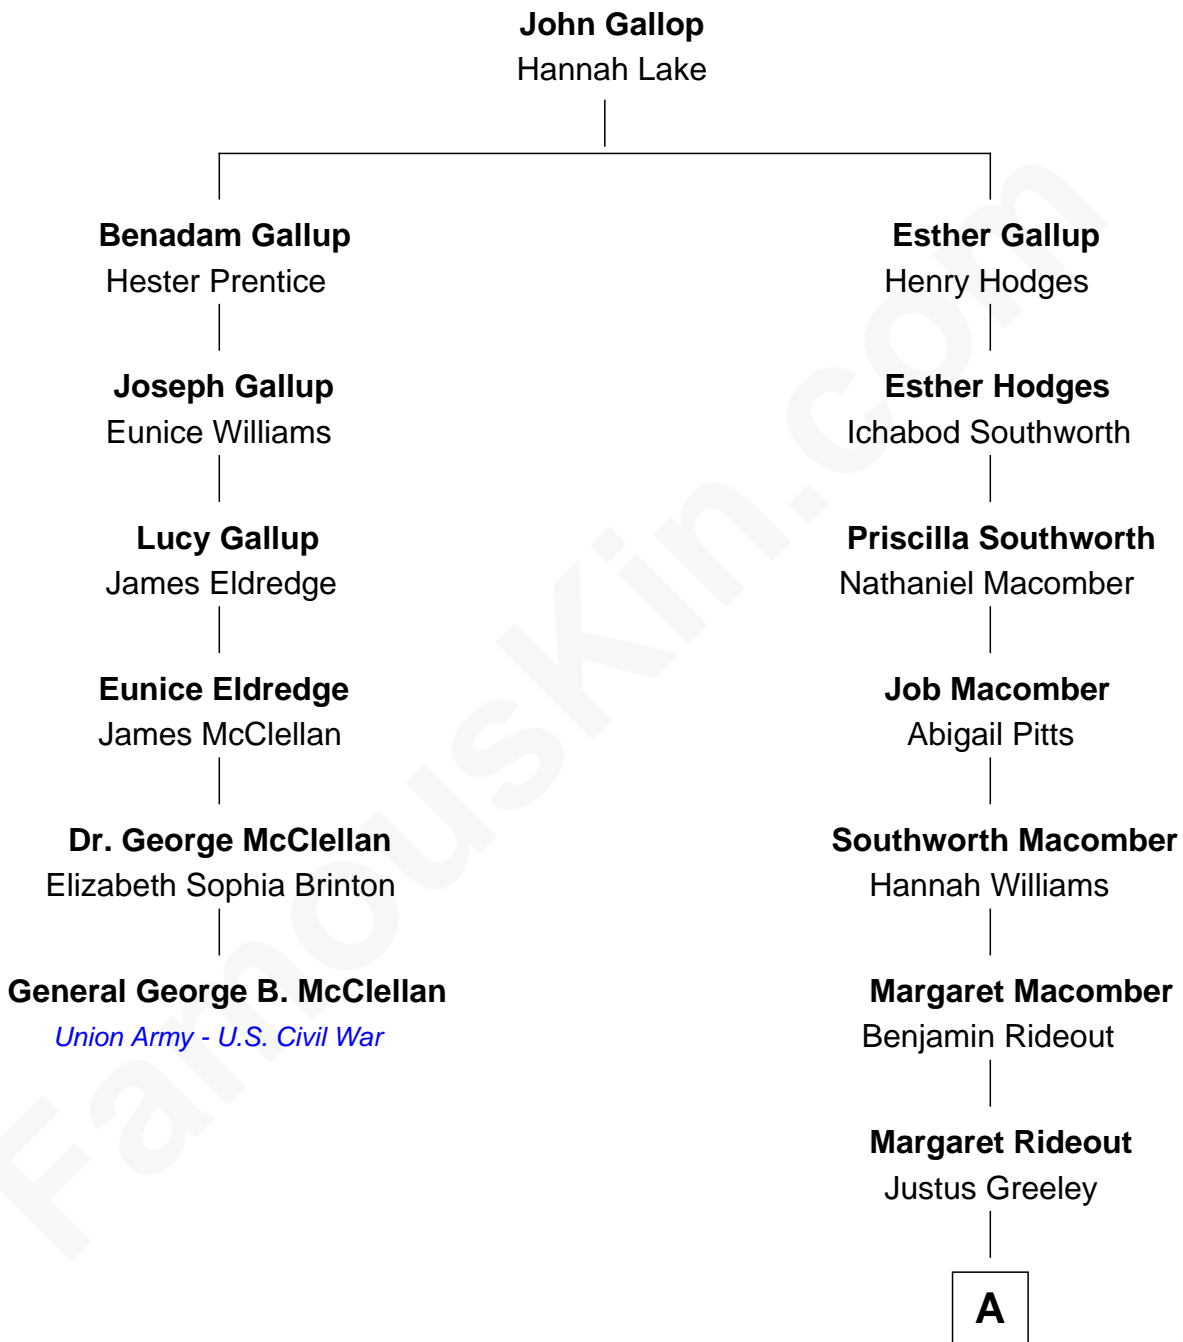 John Gallop
Hannah Lake
Benadam Gallup
Hester Prentice
Joseph Gallup
Eunice Williams
Lucy Gallup
James Eldredge
Eunice Eldredge
James McClellan
Dr. George McClellan
Elizabeth Sophia Brinton
General George B. McClellan
Union Army - U.S. Civil War
Esther Gallup
Henry Hodges
Esther Hodges
Ichabod Southworth
Priscilla Southworth
Nathaniel Macomber
Job Macomber
Abigail Pitts
Southworth Macomber
Hannah Williams
Margaret Macomber
Benjamin Rideout
Margaret Rideout
Justus Greeley
A
FamousKin.com